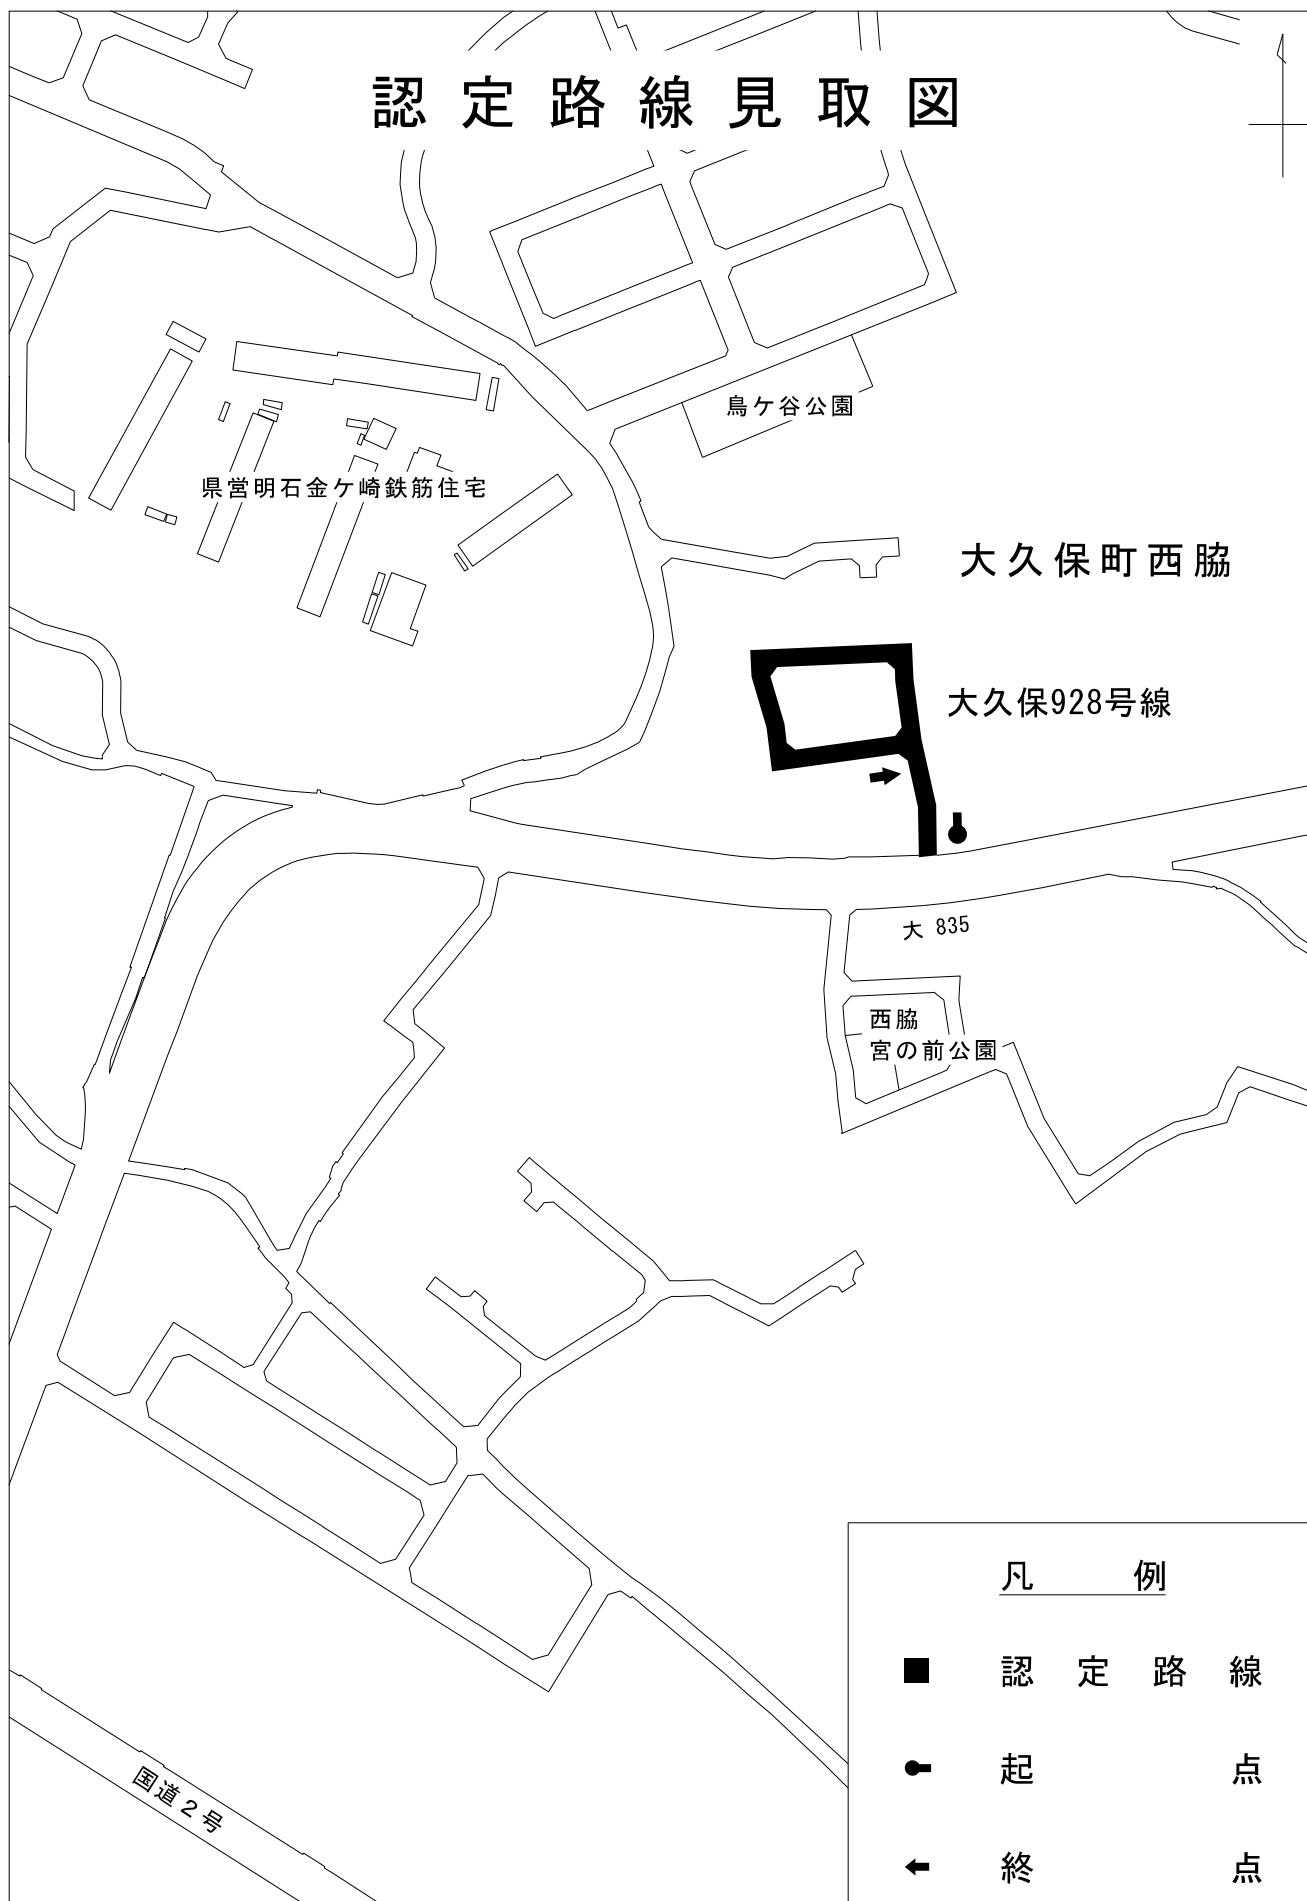 認定路線見取図
鳥ケ谷公園
県営明石金ケ崎鉄筋住宅
大久保町西脇
大久保928号線
大 835
西脇
宮の前公園
国道２号
凡例
認定路線
起点
終点